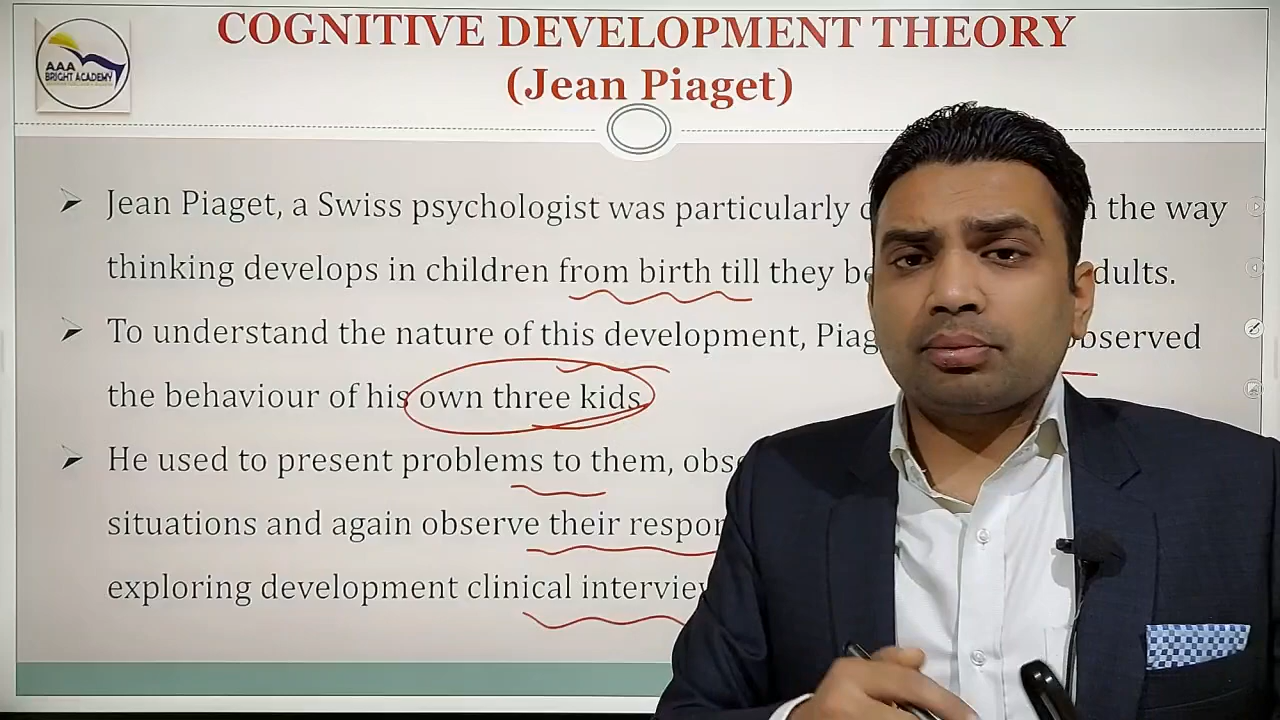 AAA
BRIGHT ACADEMY
COGNITIVE DEVELOPMENT THEORY
(Jean Piaget)
Jean Piaget, a Swiss psychologist was particularly the way
thinking develops in children from birth till they
To understand the nature of this development, observed
the behaviour of his own three kids.
He used to present problems to them,
situations and again observe their
exploring development clinical